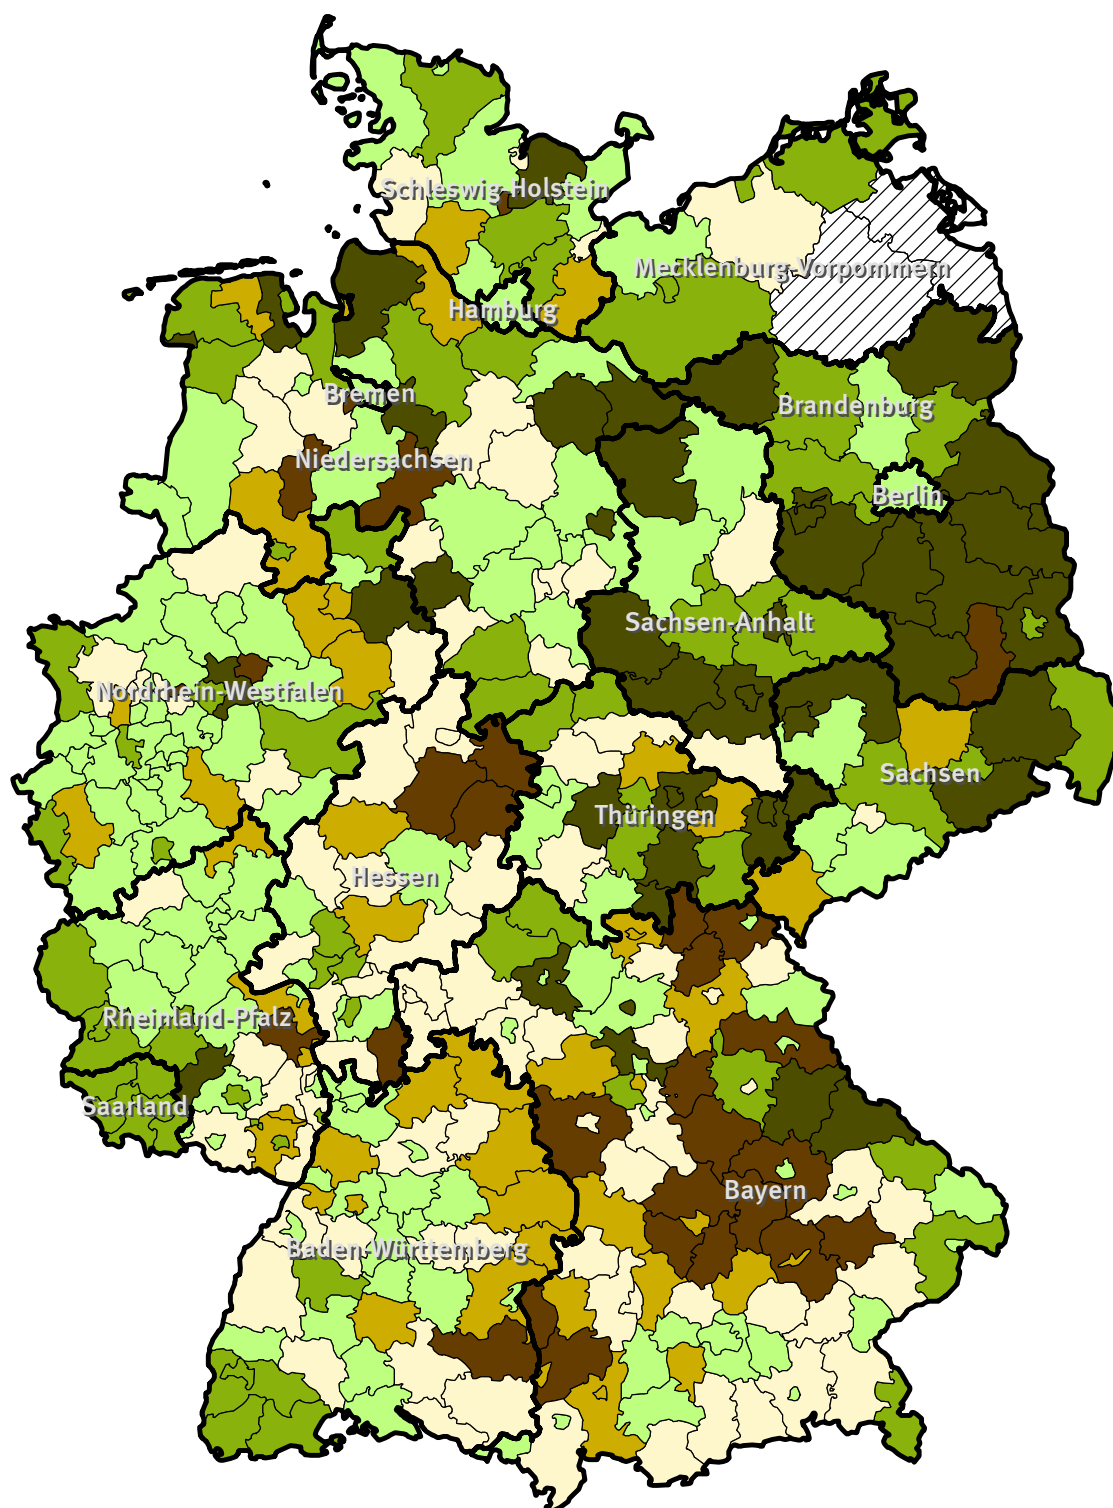 Schleswig-Holstein
Mecklenburg-Vorpommern
Hamburg
Bremen
Brandenburg
Niedersachsen
Berlin
Sachsen-Anhalt
Nordrhein-Westfalen
Sachsen
Thüringen
Hessen
Rheinland-Pfalz
Saarland
Bayern
Baden-Württemberg